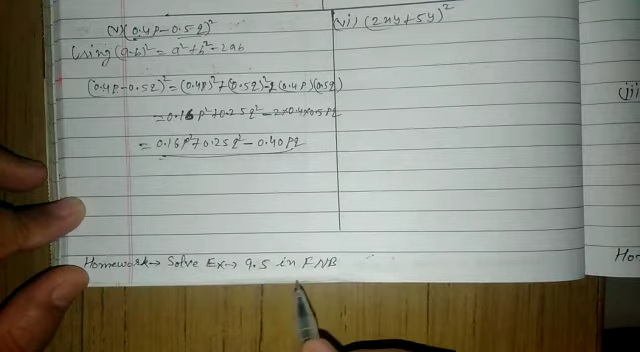 (v) (0.4p-0.5q)²
Using (a-b)² = a²+b²-2ab
(0.4p-0.5q)² = (0.4p)²+(0.5q)²-2(0.4p)(0.5q)
=0.16p²+0.25q²-2×0.4×0.5pq
= 0.16p²+0.25q²-0.40pq
Homework→ Solve Ex→ 9.5 in FNB
(vi) (2xy+5y)²
(iii
Ho